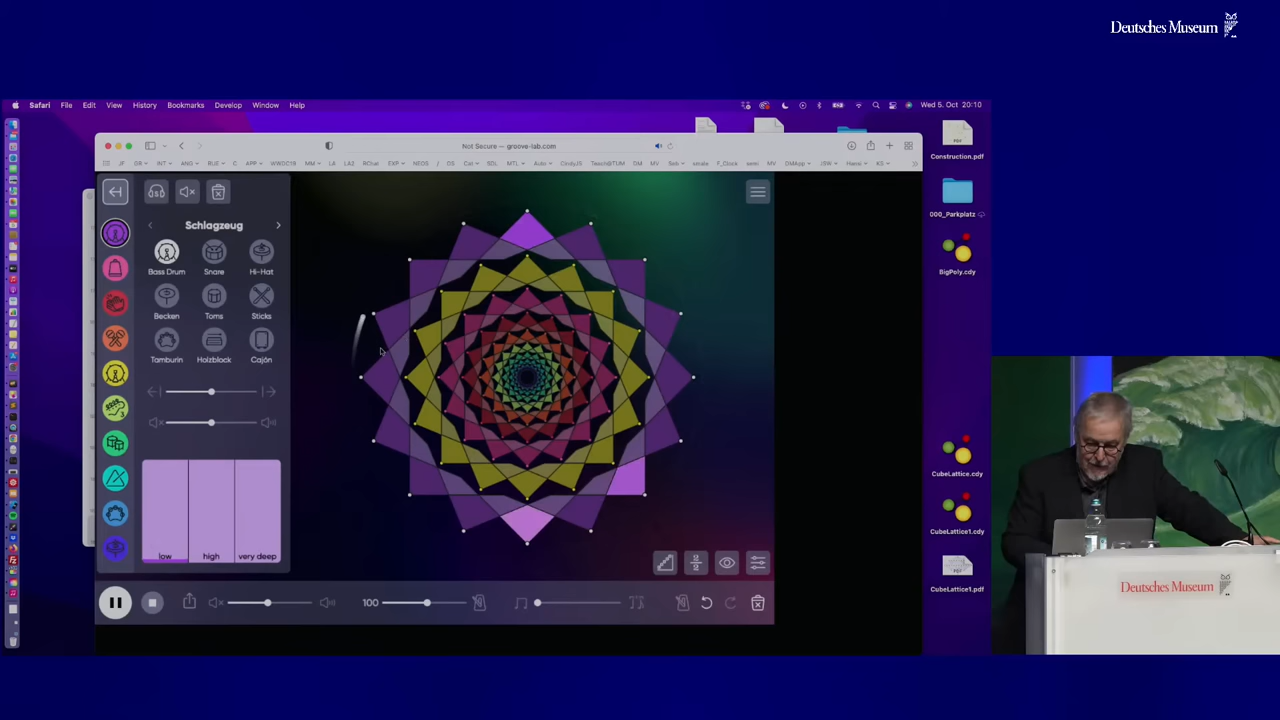 Deutsches Museum
Safari File Edit View History Bookmarks Develop Window Help
Wed 5. Oct 20:10
Not Secure — groove-lab.com
Construction.pdf
000_Parkplatz
BigPoly.cdy
CubeLattice.cdy
CubeLattice1.cdy
CubeLattice1.pdf
Schlagzeug
Bass Drum Snare Hi-Hat
Becken Toms Sticks
Tamburin Holzblock Cajón
low high very deep
100
Deutsches Museum